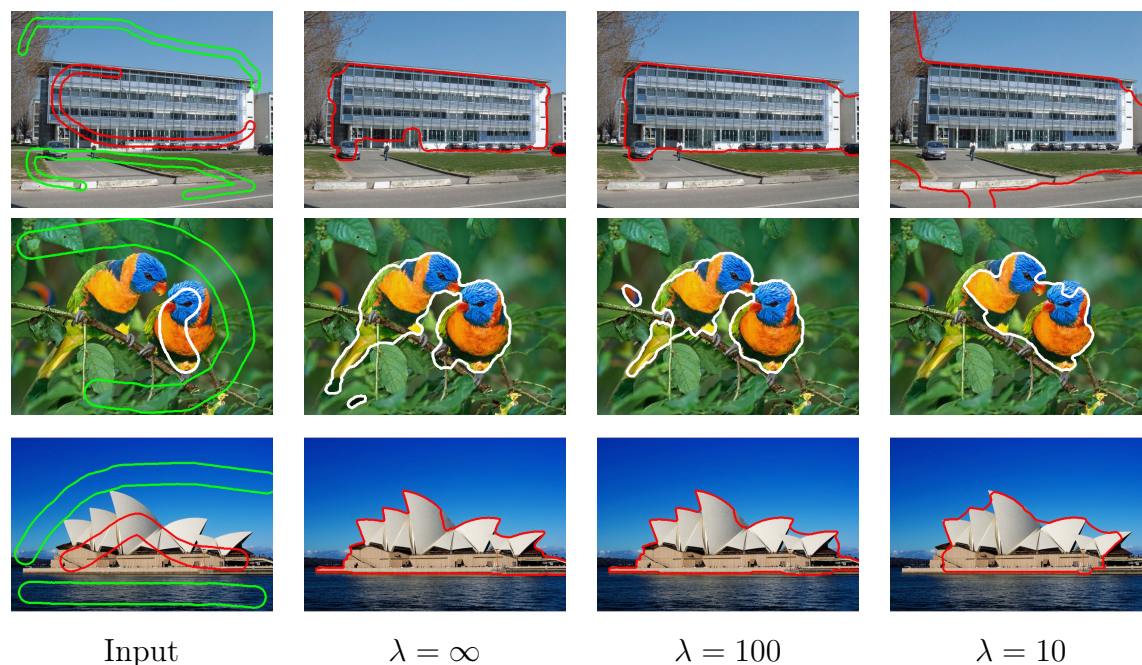 Input λ = ∞ λ = 100 λ = 10